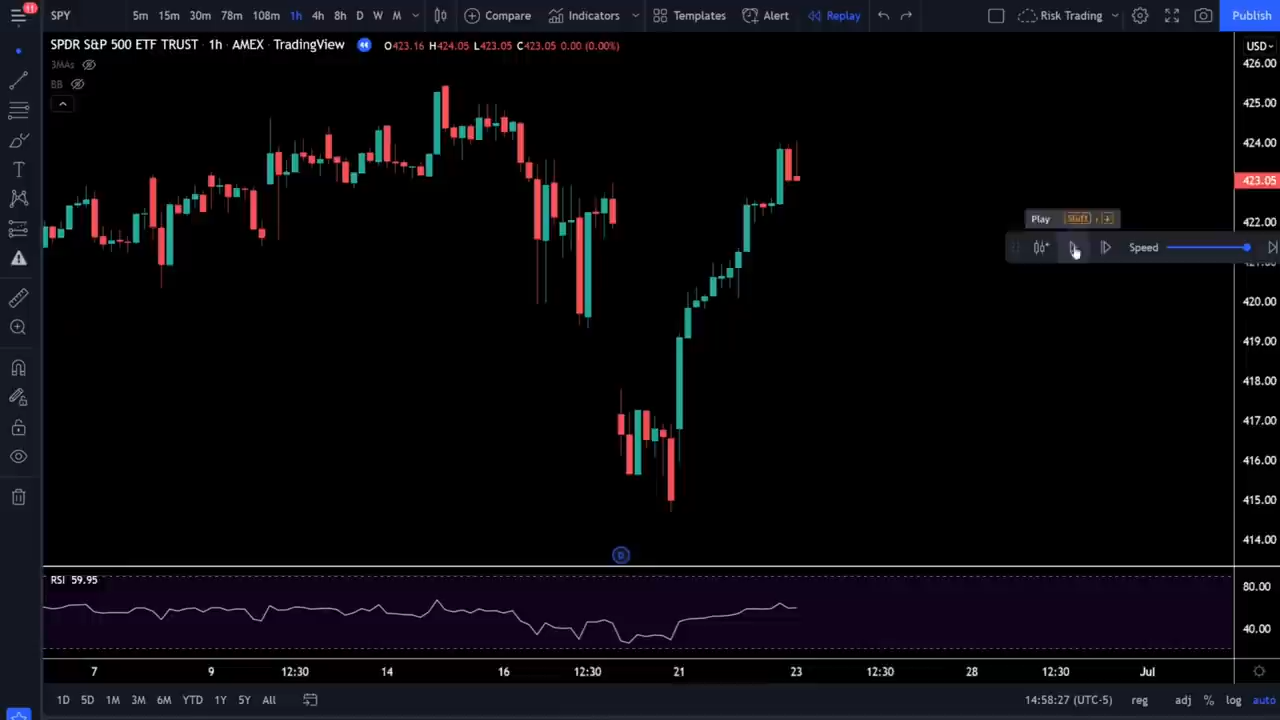 11
SPY 5m 15m 30m 78m 108m 1h 4h 8h D W M Compare Indicators Templates Alert Replay Risk Trading Publish
SPDR S&P 500 ETF TRUST · 1h · AMEX · TradingView O423.16 H424.05 L423.05 C423.05 0.00 (0.00%) USD
426.00
3MAs
BB
425.00
424.00
423.05
Play Shift + ↓
422.00
Speed
421.00
420.00
419.00
418.00
417.00
416.00
415.00
414.00
D
RSI 59.95
80.00
40.00
7 9 12:30 14 16 12:30 21 23 12:30 28 12:30 Jul
1D 5D 1M 3M 6M YTD 1Y 5Y All 14:58:27 (UTC-5) reg adj % log auto